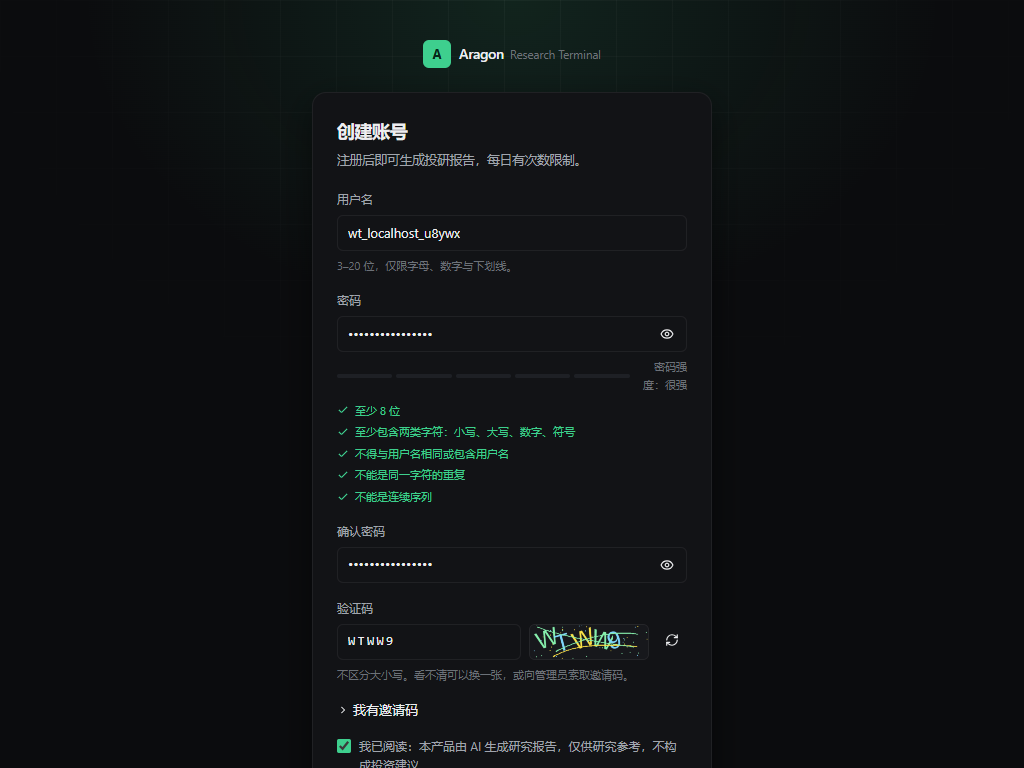 A Aragon Research Terminal
创建账号
注册后即可生成投研报告，每日有次数限制。
用户名
wt_localhost_u8ywx
3–20 位，仅限字母、数字与下划线。
密码
••••••••••••••••
密码强
度：很强
至少 8 位
至少包含两类字符：小写、大写、数字、符号
不得与用户名相同或包含用户名
不能是同一字符的重复
不能是连续序列
确认密码
••••••••••••••••
验证码
WTWW9
不区分大小写。看不清可以换一张，或向管理员索取邀请码。
我有邀请码
我已阅读：本产品由 AI 生成研究报告，仅供研究参考，不构
成投资建议